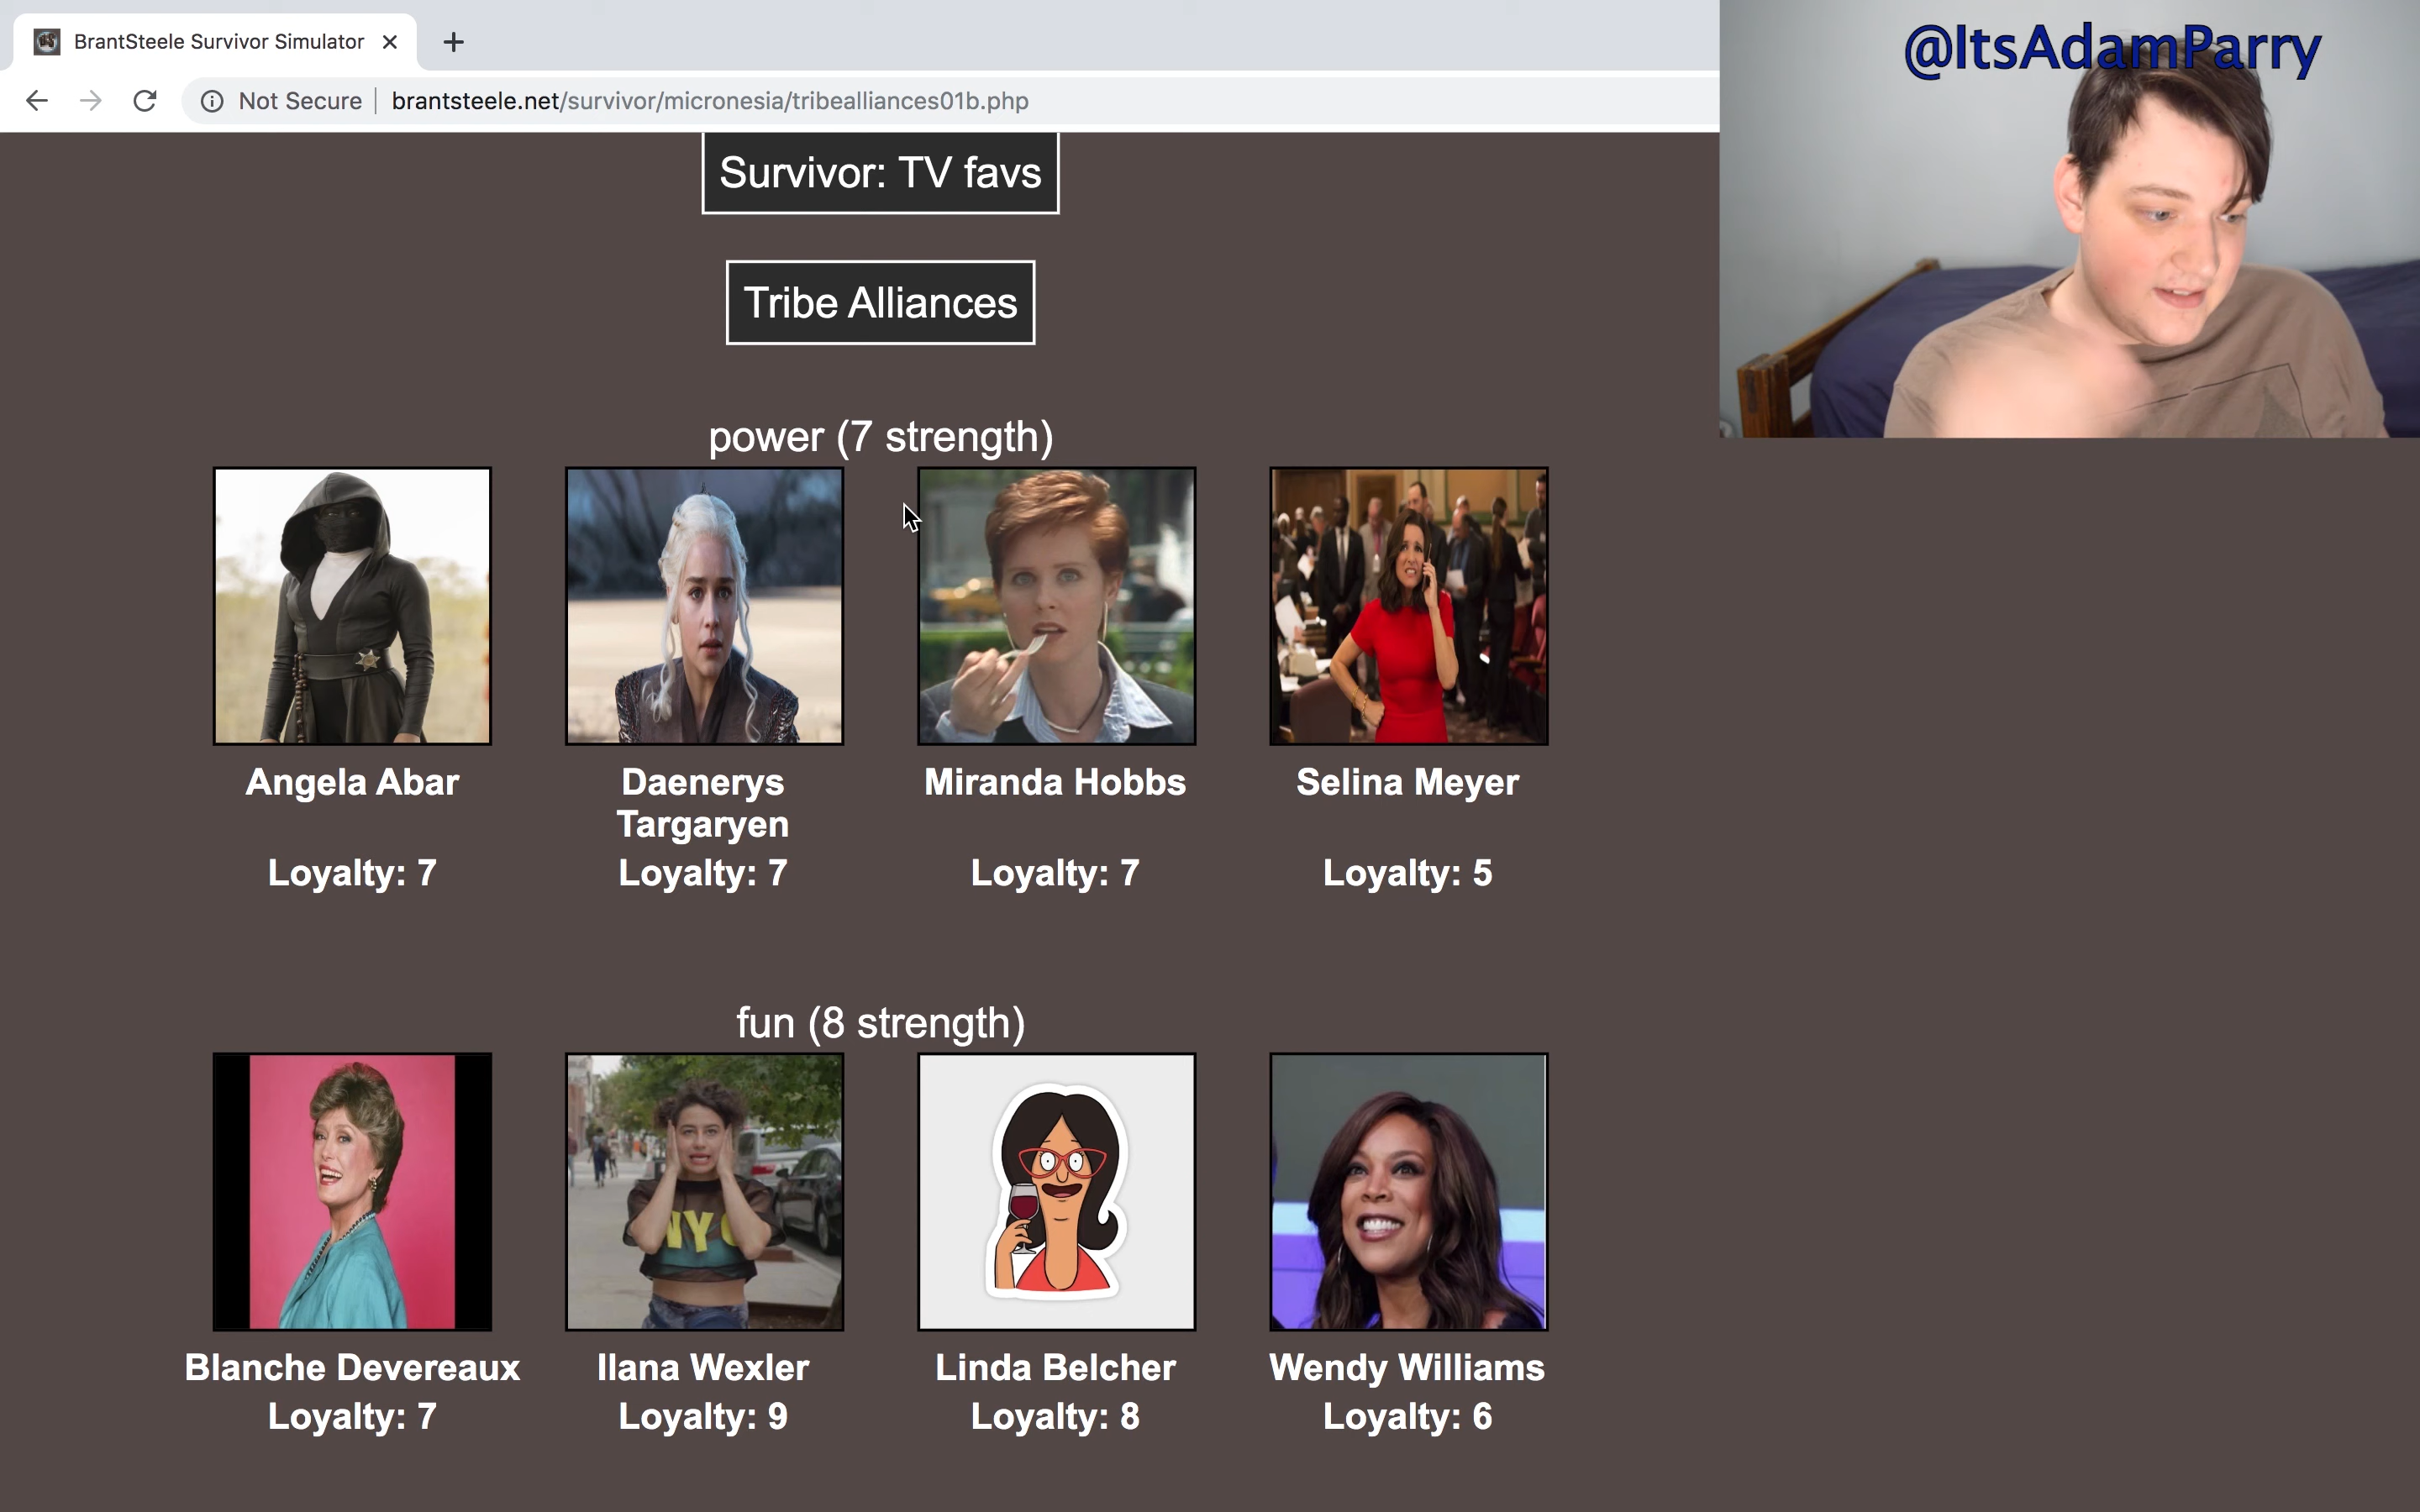 BrantSteele Survivor Simulator
Not Secure
brantsteele.net/survivor/micronesia/tribealliances01b.php
@ItsAdamParry
Survivor: TV favs
Tribe Alliances
power (7 strength)
Angela Abar
Daenerys Targaryen
Miranda Hobbs
Selina Meyer
Loyalty: 7
Loyalty: 7
Loyalty: 7
Loyalty: 5
fun (8 strength)
NYC
Blanche Devereaux
Ilana Wexler
Linda Belcher
Wendy Williams
Loyalty: 7
Loyalty: 9
Loyalty: 8
Loyalty: 6